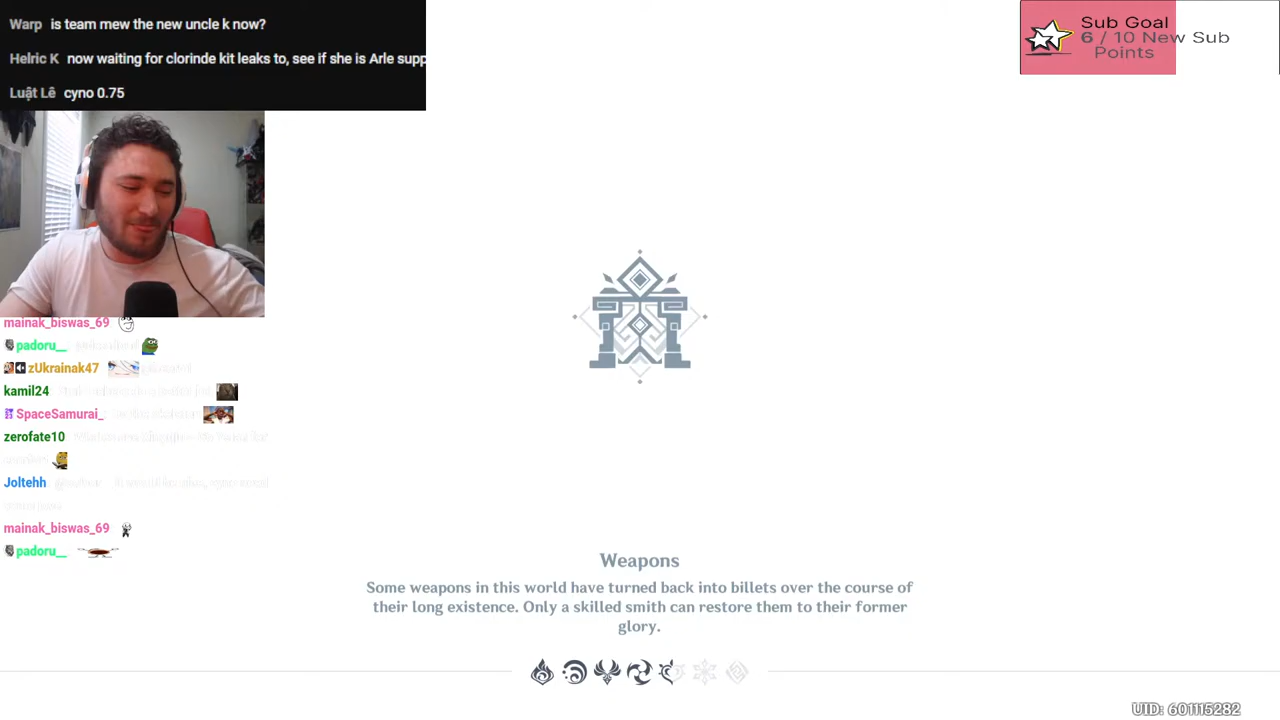 Warp is team mew the new uncle k now?
Helric K now waiting for clorinde kit leaks to, see if she is Arle supp
Luật Lê cyno 0.75
Sub Goal
6 / 10 New Sub
Points
mainak_biswas_69
padoru__
zUkrainak47
kamil24
SpaceSamurai_
zerofate10
Joltehh
mainak_biswas_69
padoru__
Weapons
Some weapons in this world have turned back into billets over the course of
their long existence. Only a skilled smith can restore them to their former
glory.
UID: 601115282